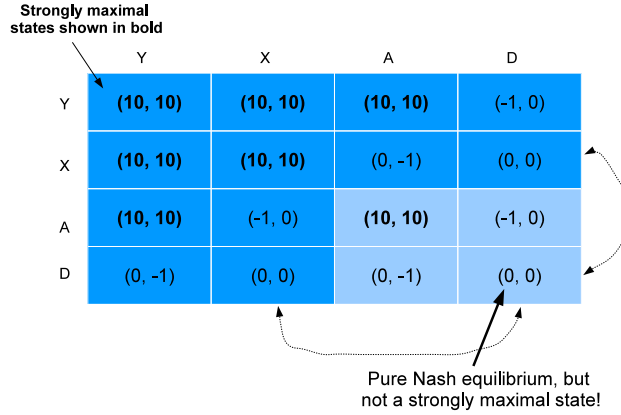 Strongly maximal
states shown in bold
Y X A D
Y (10, 10) (10, 10) (10, 10) (-1, 0)
X (10, 10) (10, 10) (0, -1) (0, 0)
A (10, 10) (-1, 0) (10, 10) (-1, 0)
D (0, -1) (0, 0) (0, -1) (0, 0)
Pure Nash equilibrium, but
not a strongly maximal state!